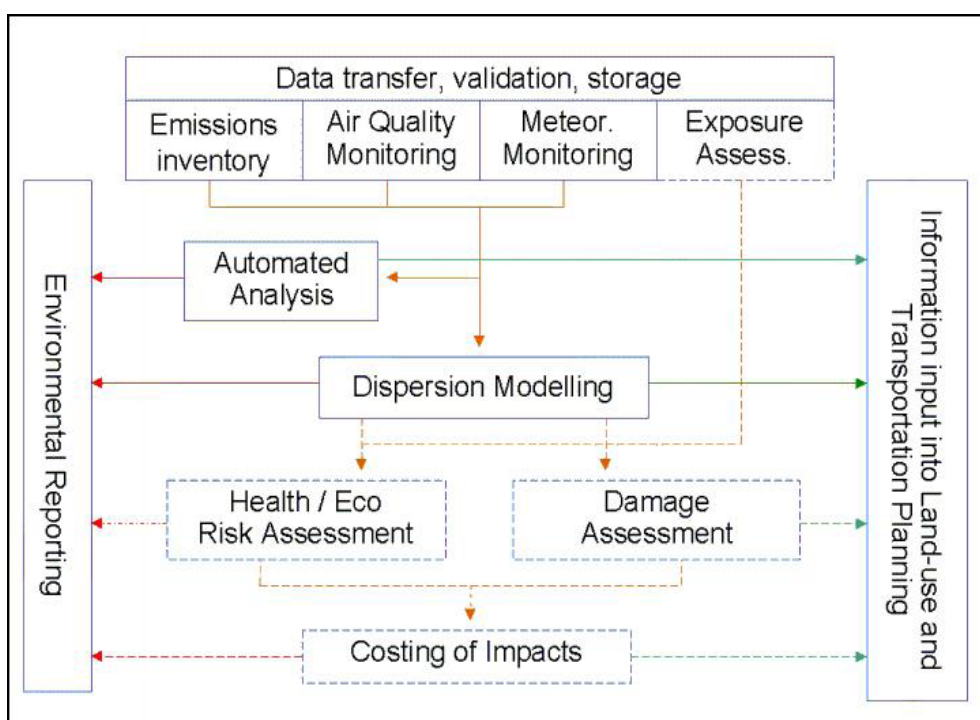 Data transfer, validation, storage
Emissions
inventory
Air Quality
Monitoring
Meteor.
Monitoring
Exposure
Assess.
Environmental Reporting
Automated
Analysis
Information input into Land-use and
Transportation Planning
Dispersion Modelling
Health / Eco
Risk Assessment
Damage
Assessment
Costing of Impacts